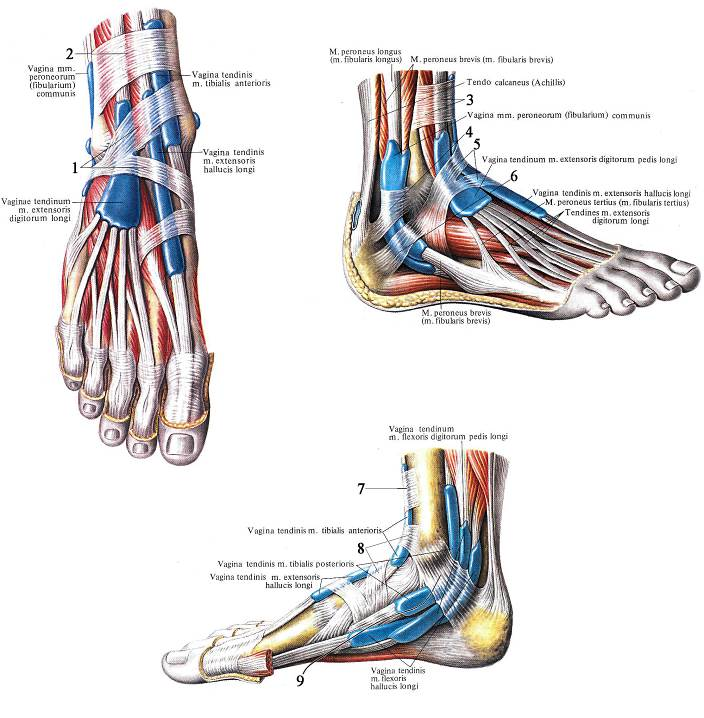 2
Vagina mm.
peroneorum
(fibularium)
communis
Vagina tendinis
m. tibialis anterioris
1
Vagina tendinis
m. extensoris
hallucis longi
Vaginae tendinum
m. extensoris
digitorum longi
M. peroneus longus
(m. fibularis longus)
M. peroneus brevis (m. fibularis brevis)
Tendo calcaneus (Achillis)
3
Vagina mm. peroneorum (fibularium) communis
4
5
Vagina tendinum m. extensoris digitorum pedis longi
6
Vagina tendinis m. extensoris hallucis longi
M. peroneus tertius (m. fibularis tertius)
Tendines m. extensoris
digitorum longi
M. peroneus brevis
(m. fibularis brevis)
Vagina tendinum
m. flexoris digitorum pedis longi
7
Vagina tendinis m. tibialis anterioris
8
Vagina tendinis m. tibialis posterioris
Vagina tendinis m. extensoris
hallucis longi
9
Vagina tendinis
m. flexoris
hallucis longi